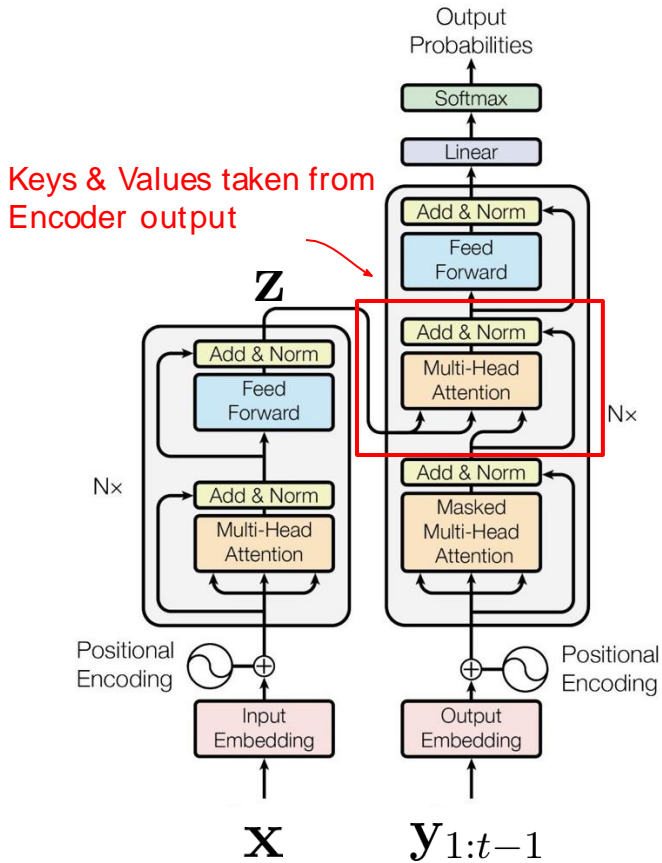 Output
Probabilities
Softmax
Linear
Keys & Values taken from
Encoder output
Add & Norm
Feed
Forward
z
Add & Norm
Multi-Head
Attention
Nx
Add & Norm
Masked
Multi-Head
Attention
Add & Norm
Feed
Forward
Nx
Add & Norm
Multi-Head
Attention
Positional
Encoding
Positional
Encoding
Input
Embedding
Output
Embedding
x
y1:t−1